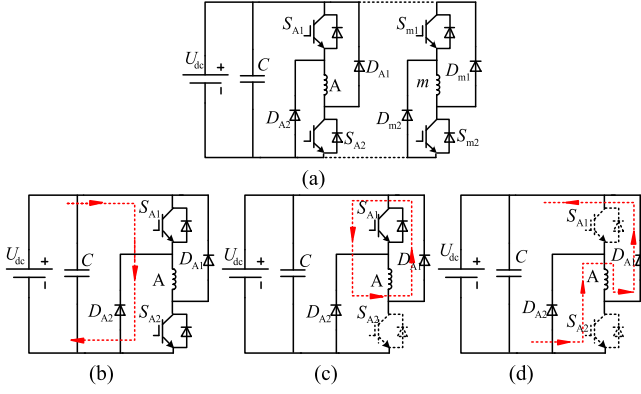 S_A1
S_m1
U_dc
+
C
A
D_A1
m
D_m1
D_A2
S_A2
D_m2
S_m2
(a)
S_A1
U_dc
+
C
D_A1
A
D_A2
S_A2
(b)
S_A1
U_dc
+
C
D_A1
A
D_A2
S_A2
(c)
S_A1
U_dc
+
C
D_A1
A
D_A2
S_A2
(d)